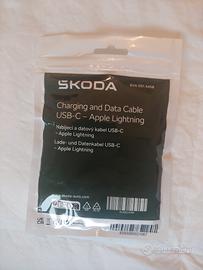 ŠKODA
Charging and Data Cable
USB-C – Apple Lightning
Nabíjecí a datový kabel USB-C
- Apple Lightning
Lade- und Datenkabel USB-C
– Apple Lightning
subito